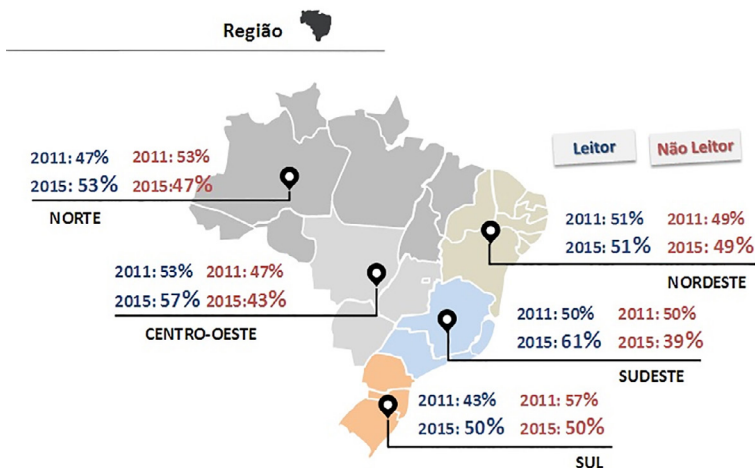 Região
Leitor Não Leitor
2011: 47% 2011: 53%
2015: 53% 2015:47%
NORTE
2011: 51% 2011: 49%
2015: 51% 2015: 49%
NORDESTE
2011: 53% 2011: 47%
2015: 57% 2015:43%
CENTRO-OESTE
2011: 50% 2011: 50%
2015: 61% 2015: 39%
SUDESTE
2011: 43% 2011: 57%
2015: 50% 2015: 50%
SUL